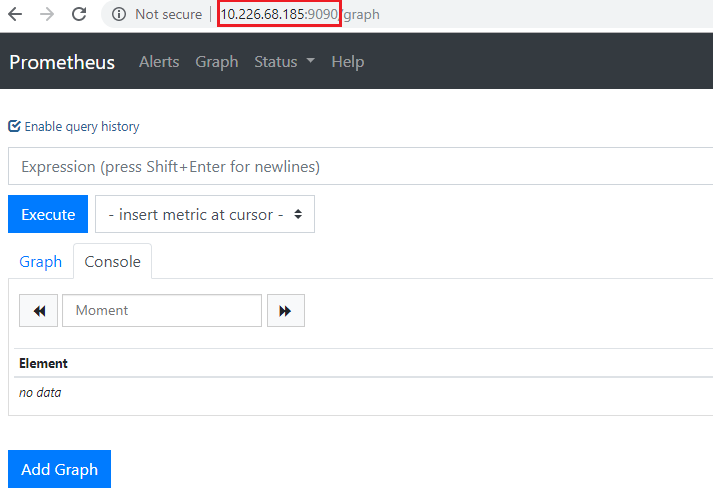 Not secure | 10.226.68.185:9090/graph
Prometheus Alerts Graph Status Help
Enable query history
Expression (press Shift+Enter for newlines)
Execute - insert metric at cursor -
Graph Console
Moment
Element
no data
Add Graph